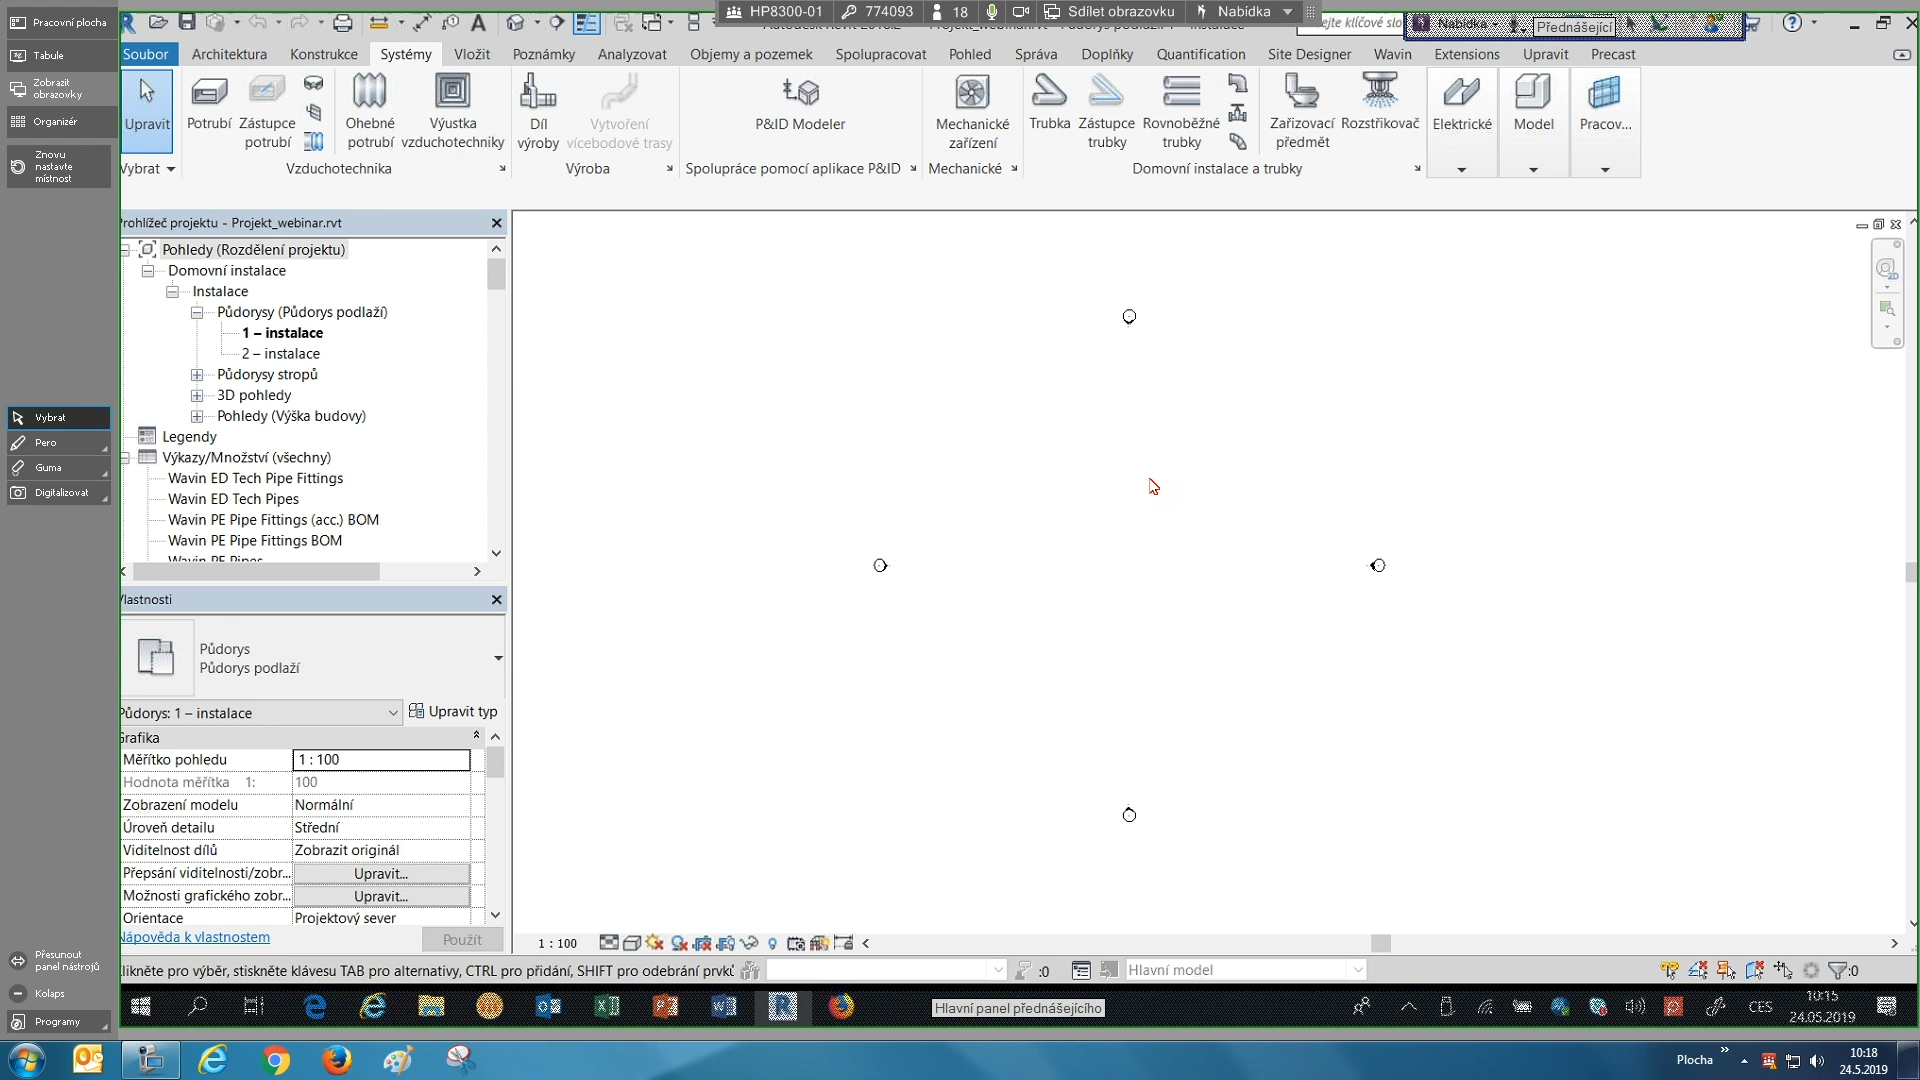 Pracovní plocha
Tabule
Zobrazit
obrazovky
Organizér
Znovu
nastavte
místnost
Vybrat
Pero
Guma
Digitalizovat
Přesunout
panel nástrojů
Kolaps
Programy
HP8300-01
774093
18
Sdílet obrazovku
Nabídka
Nabídka
Přednášející
Soubor
Architektura
Konstrukce
Systémy
Vložit
Poznámky
Analyzovat
Objemy a pozemek
Spolupracovat
Pohled
Správa
Doplňky
Quantification
Site Designer
Wavin
Extensions
Upravit
Precast
Upravit
Potrubí
Zástupce
potrubí
Ohebné
potrubí
Výustka
vzduchotechniky
Díl
výroby
Vytvoření
vícebodové trasy
P&ID Modeler
Mechanické
zařízení
Trubka
Zástupce
trubky
Rovnoběžné
trubky
Zařizovací
předmět
Rozstřikovač
Elektrické
Model
Pracov...
Vybrat
Vzduchotechnika
Výroba
Spolupráce pomocí aplikace P&ID
Mechanické
Domovní instalace a trubky
Prohlížeč projektu - Projekt_webinar.rvt
Pohledy (Rozdělení projektu)
Domovní instalace
Instalace
Půdorysy (Půdorys podlaží)
1 – instalace
2 – instalace
Půdorysy stropů
3D pohledy
Pohledy (Výška budovy)
Legendy
Výkazy/Množství (všechny)
Wavin ED Tech Pipe Fittings
Wavin ED Tech Pipes
Wavin PE Pipe Fittings (acc.) BOM
Wavin PE Pipe Fittings BOM
Wavin PE Pipes
Vlastnosti
Půdorys
Půdorys podlaží
Půdorys: 1 – instalace
Upravit typ
Grafika
Měřítko pohledu
1 : 100
Hodnota měřítka 1:
100
Zobrazení modelu
Normální
Úroveň detailu
Střední
Viditelnost dílů
Zobrazit originál
Přepsání viditelnosti/zobr...
Upravit...
Možnosti grafického zobr...
Upravit...
Orientace
Projektový sever
Nápověda k vlastnostem
Použít
1 : 100
Klikněte pro výběr, stiskněte klávesu TAB pro alternativy, CTRL pro přidání, SHIFT pro odebrání prvků
:0
Hlavní model
:0
Hlavní panel přednášejícího
CES
10:15
24.05.2019
Plocha
10:18
24.5.2019